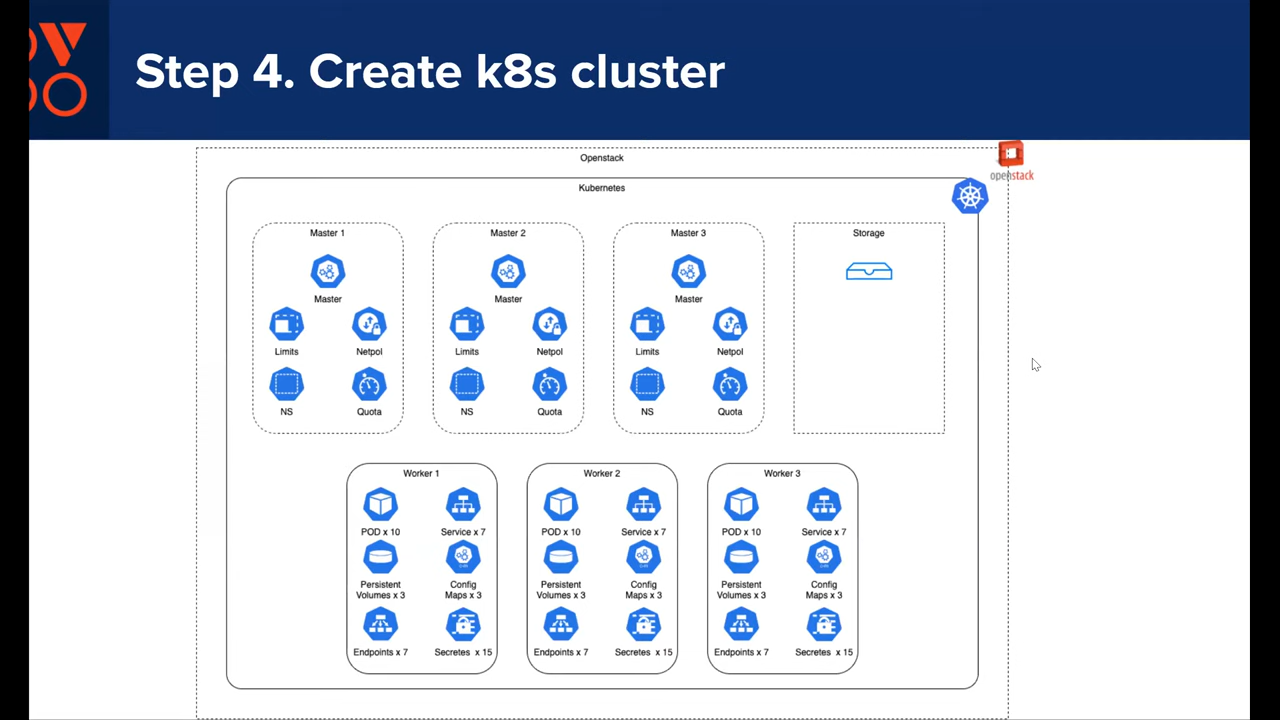 Step 4. Create k8s cluster
Openstack
openstack
Kubernetes
Master 1
Master 2
Master 3
Storage
Master
Master
Master
Limits
Netpol
Limits
Netpol
Limits
Netpol
NS
Quota
NS
Quota
NS
Quota
Worker 1
Worker 2
Worker 3
POD x 10
Service x 7
POD x 10
Service x 7
POD x 10
Service x 7
Persistent
Volumes x 3
Config
Maps x 3
Persistent
Volumes x 3
Config
Maps x 3
Persistent
Volumes x 3
Config
Maps x 3
Endpoints x 7
Secretes x 15
Endpoints x 7
Secretes x 15
Endpoints x 7
Secretes x 15